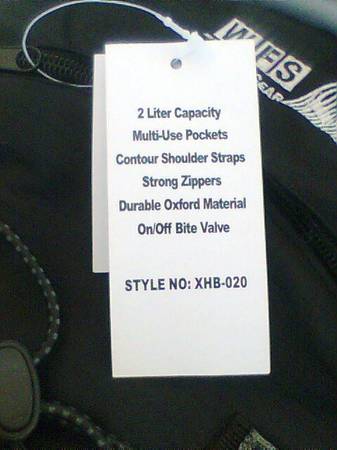 WFS
GEAR
2 Liter Capacity
Multi-Use Pockets
Contour Shoulder Straps
Strong Zippers
Durable Oxford Material
On/Off Bite Valve
STYLE NO: XHB-020